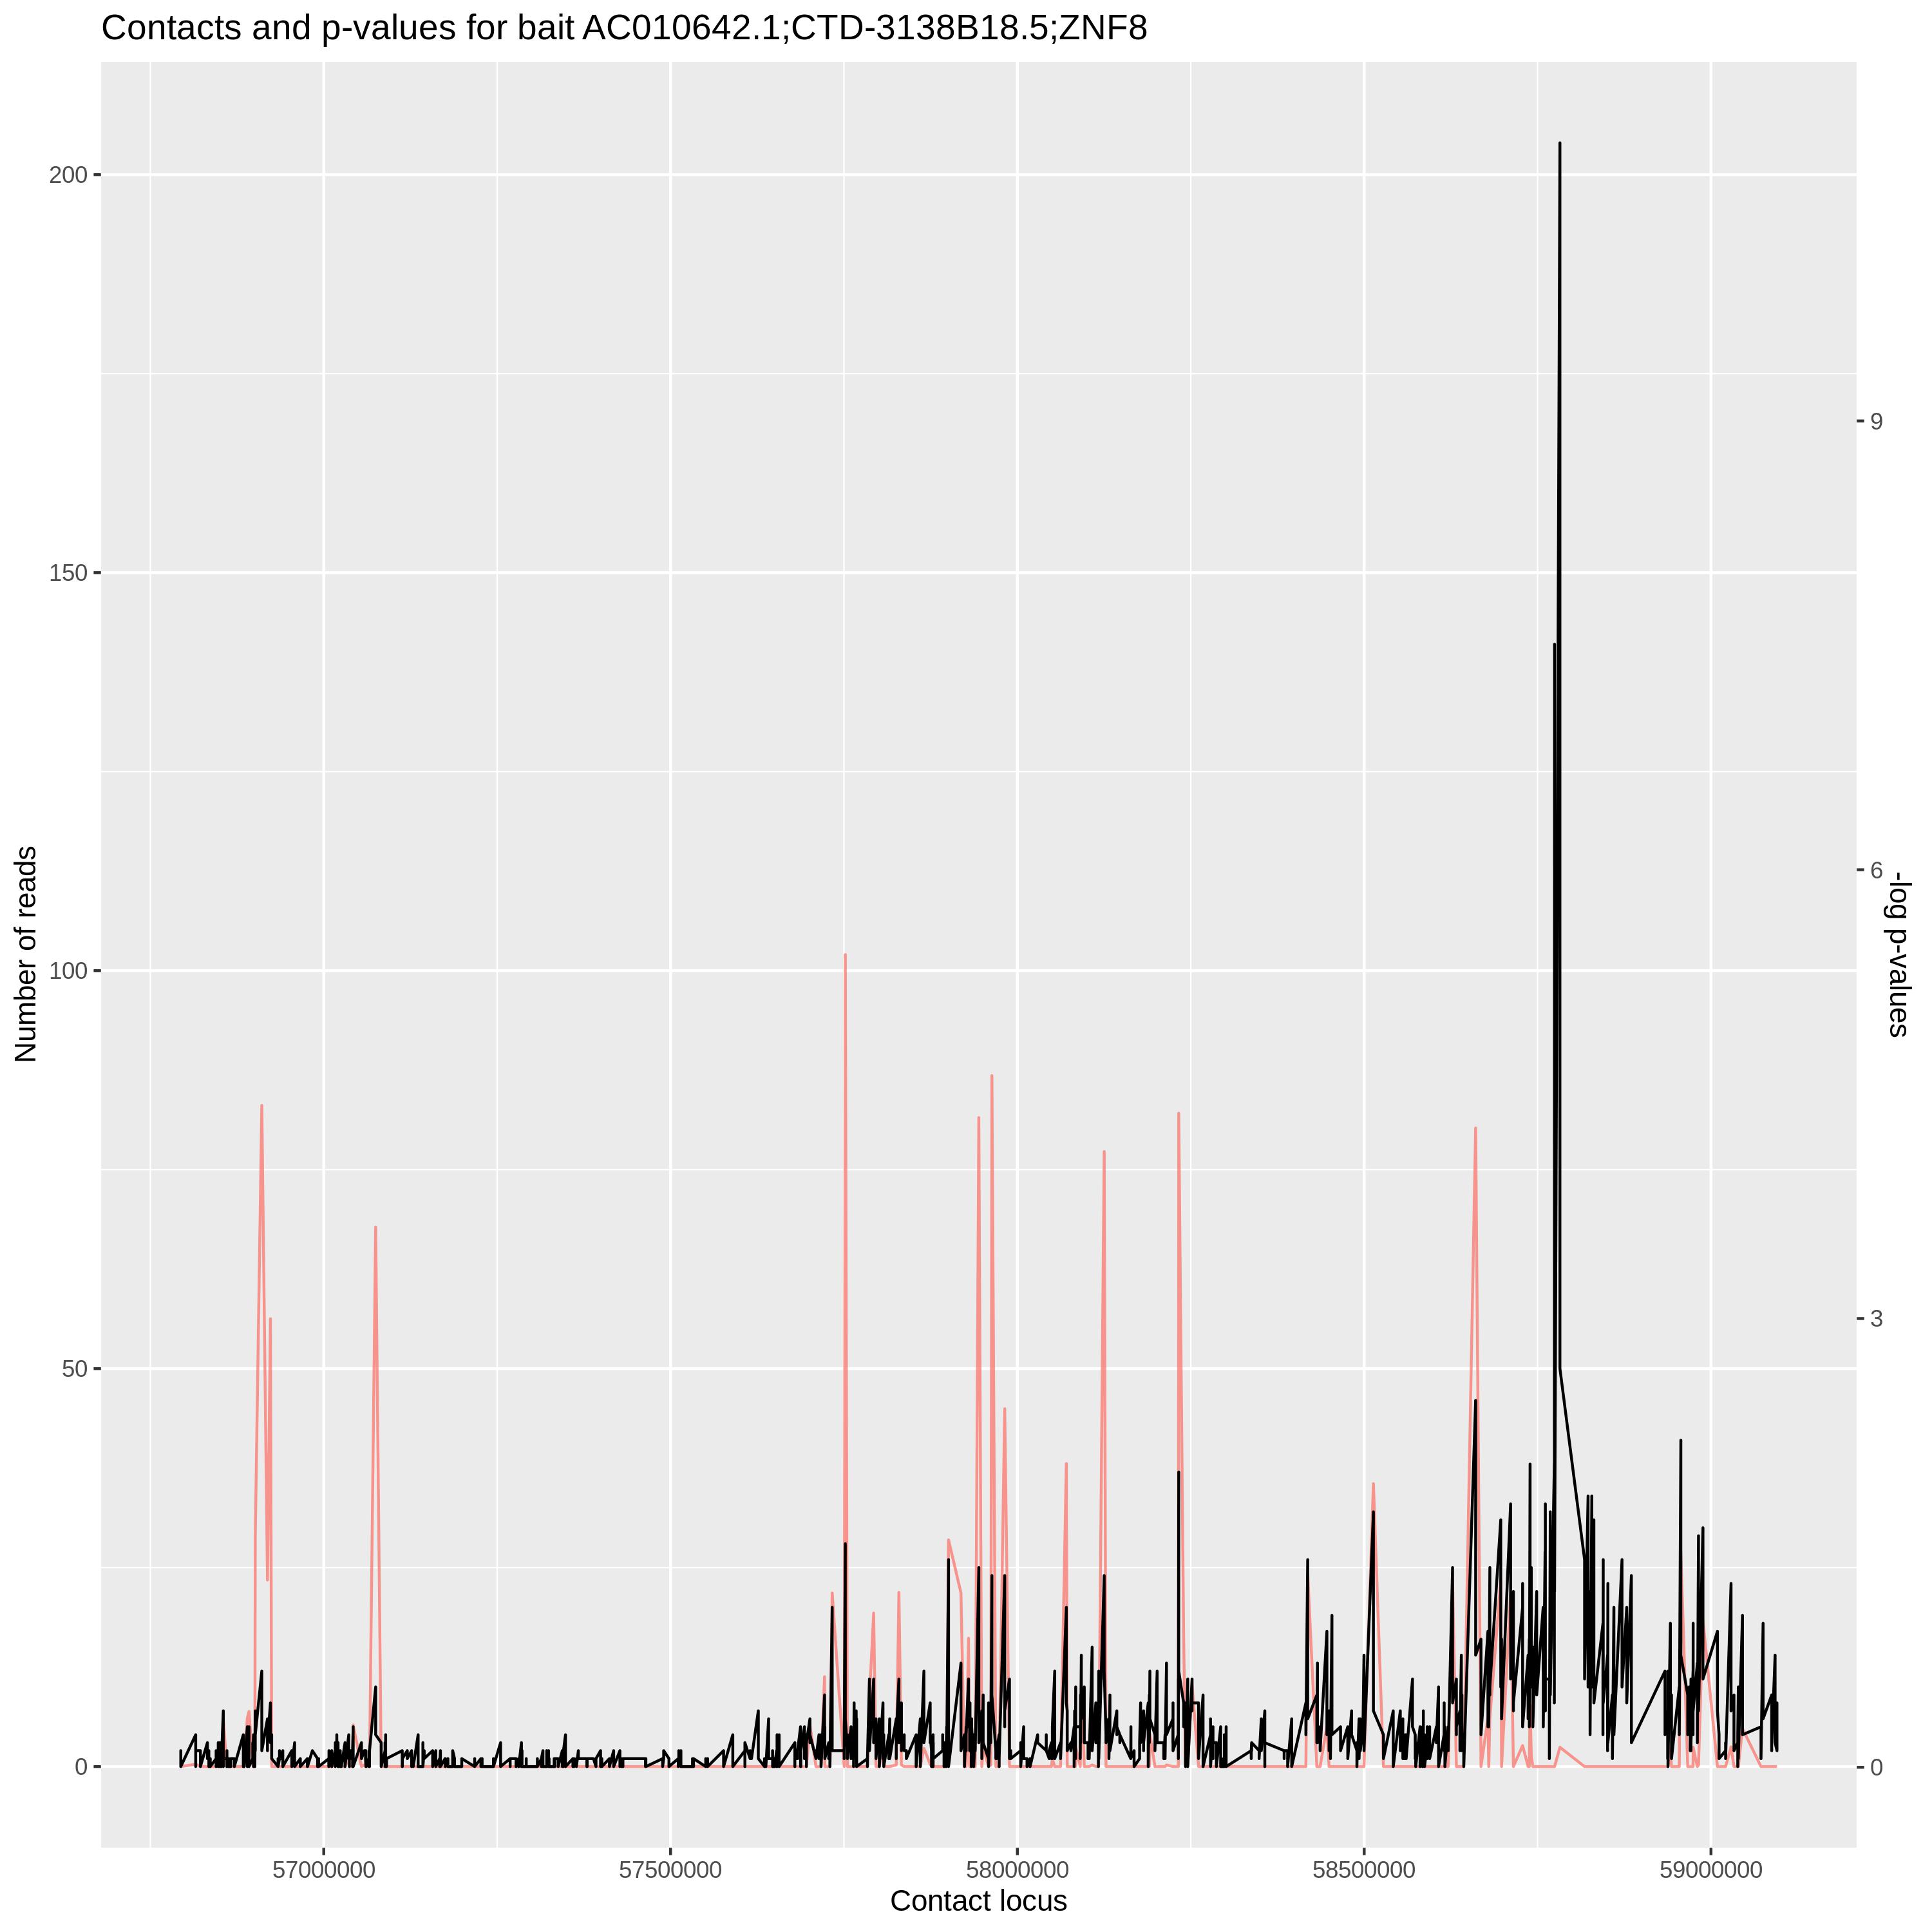 Contacts and p-values for bait AC010642.1;CTD-3138B18.5;ZNF8
200
150
100
50
0
Number of reads
9
6
3
0
-log p-values
57000000 57500000 58000000 58500000 59000000
Contact locus